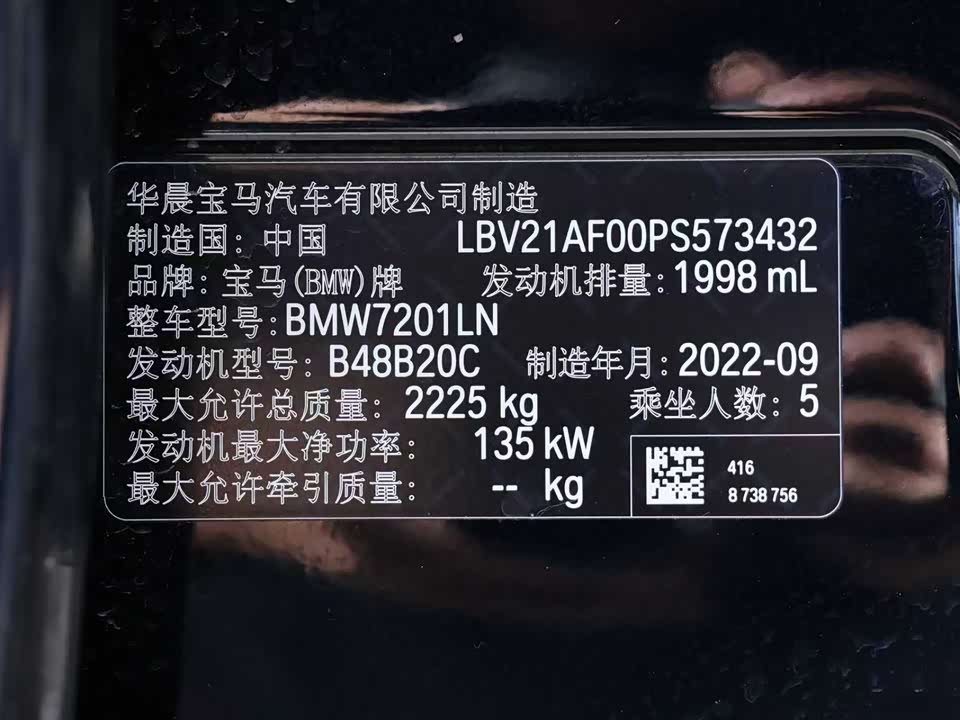 华晨宝马汽车有限公司制造
制造国：中国 LBV21AF00PS573432
品牌：宝马(BMW)牌 发动机排量：1998 mL
整车型号：BMW7201LN
发动机型号：B48B20C 制造年月：2022-09
最大允许总质量：2225 kg 乘坐人数：5
发动机最大净功率：135 kW
最大允许牵引质量：-- kg
416
8 738 756